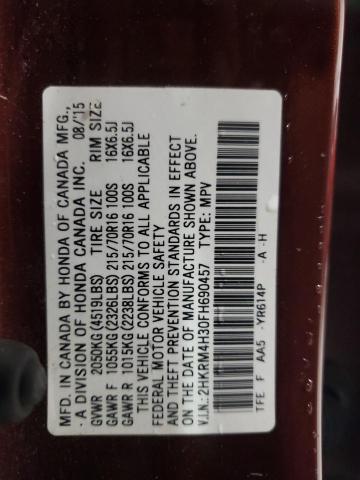 MFD. IN CANADA BY HONDA OF CANADA MFG.,
· A DIVISION OF HONDA CANADA INC. 08/'15
GVWR 2050KG(4519LBS) TIRE SIZE RIM SIZE
GAWR F 1055KG(2326LBS) 215/70R16 100S 16X6.5J
GAWR R 1015KG(2238LBS) 215/70R16 100S 16X6.5J
THIS VEHICLE CONFORMS TO ALL APPLICABLE
FEDERAL MOTOR VEHICLE SAFETY
AND THEFT PREVENTION STANDARDS IN EFFECT
ON THE DATE OF MANUFACTURE SHOWN ABOVE.
V.I.N.: 2HKRM4H30FH690457 TYPE: MPV
TFE F AA5 · YR614P -A -H